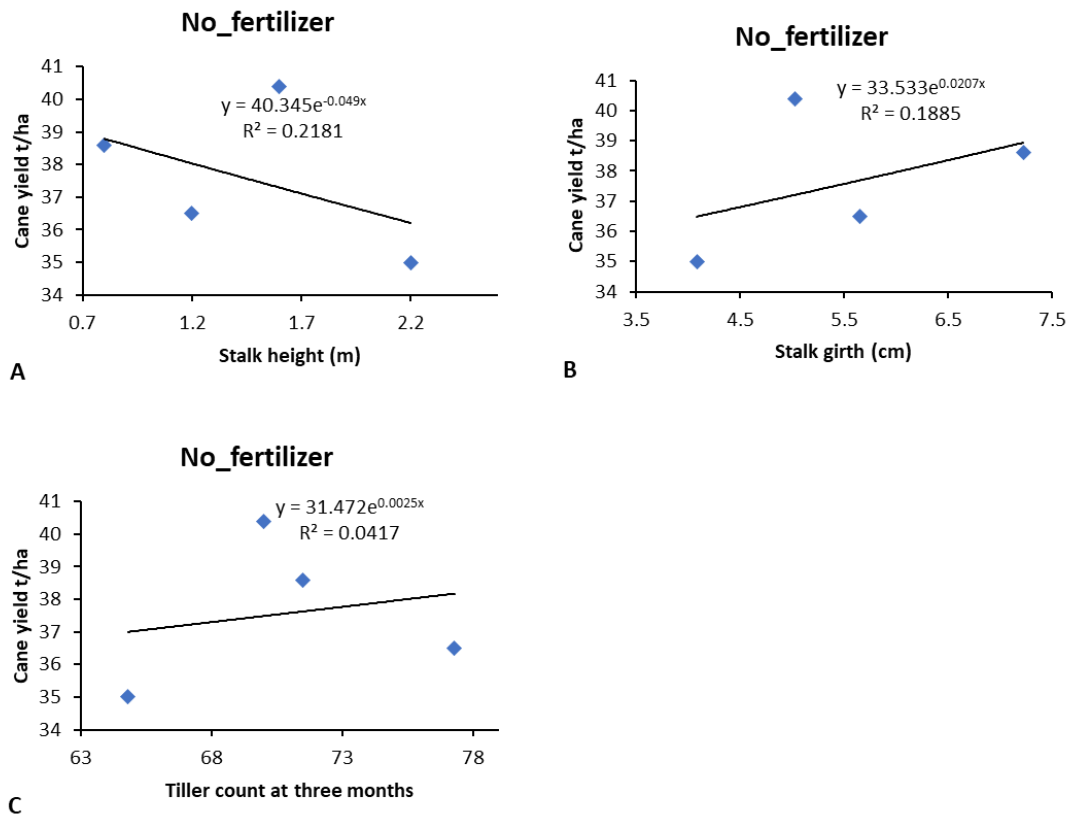 No_fertilizer
Cane yield t/ha
41
40
39
38
37
36
35
34
y = 40.345e^-0.049x
R² = 0.2181
0.7 1.2 1.7 2.2
Stalk height (m)
A
No_fertilizer
Cane yield t/ha
41
40
39
38
37
36
35
34
y = 33.533e^0.0207x
R² = 0.1885
3.5 4.5 5.5 6.5 7.5
Stalk girth (cm)
B
No_fertilizer
Cane yield t/ha
41
40
39
38
37
36
35
34
y = 31.472e^0.0025x
R² = 0.0417
63 68 73 78
Tiller count at three months
C